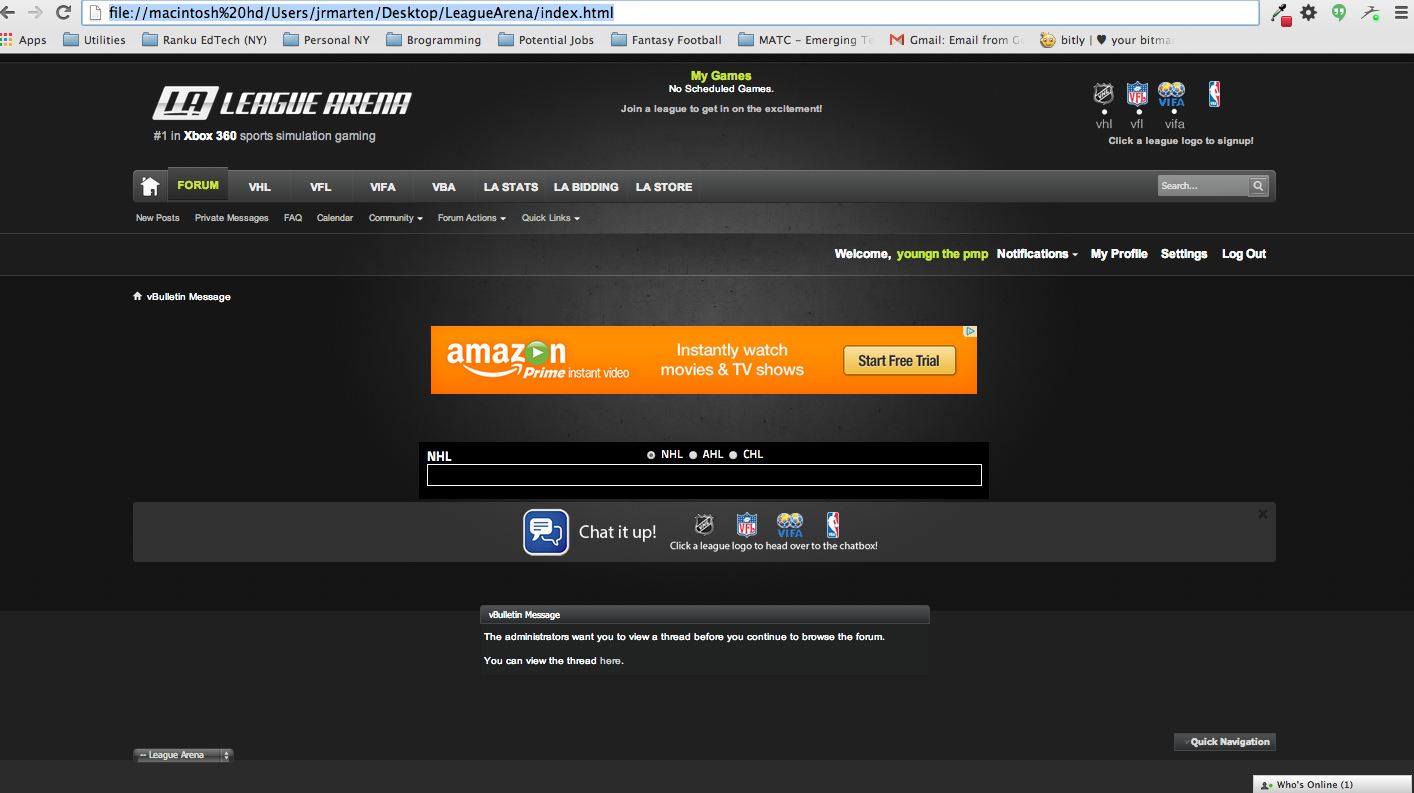 file://macintosh%20hd/Users/jrmarten/Desktop/LeagueArena/index.html
Apps Utilities Ranku EdTech (NY) Personal NY Brogramming Potential Jobs Fantasy Football MATC - Emerging Gmail: Email from bitly | ♥ your
LA LEAGUE ARENA
#1 in Xbox 360 sports simulation gaming
My Games
No Scheduled Games.
Join a league to get in on the excitement!
VFL VIFA
vhl vfl vifa
Click a league logo to signup!
FORUM VHL VFL VIFA VBA LA STATS LA BIDDING LA STORE Search...
New Posts Private Messages FAQ Calendar Community Forum Actions Quick Links
Welcome, youngn the pmp Notifications My Profile Settings Log Out
vBulletin Message
amazon Prime instant video
Instantly watch
movies & TV shows
Start Free Trial
NHL NHL AHL CHL
Chat it up!
VFL VIFA
Click a league logo to head over to the chatbox!
vBulletin Message
The administrators want you to view a thread before you continue to browse the forum.
You can view the thread here.
Quick Navigation
-- League Arena
Who's Online (1)